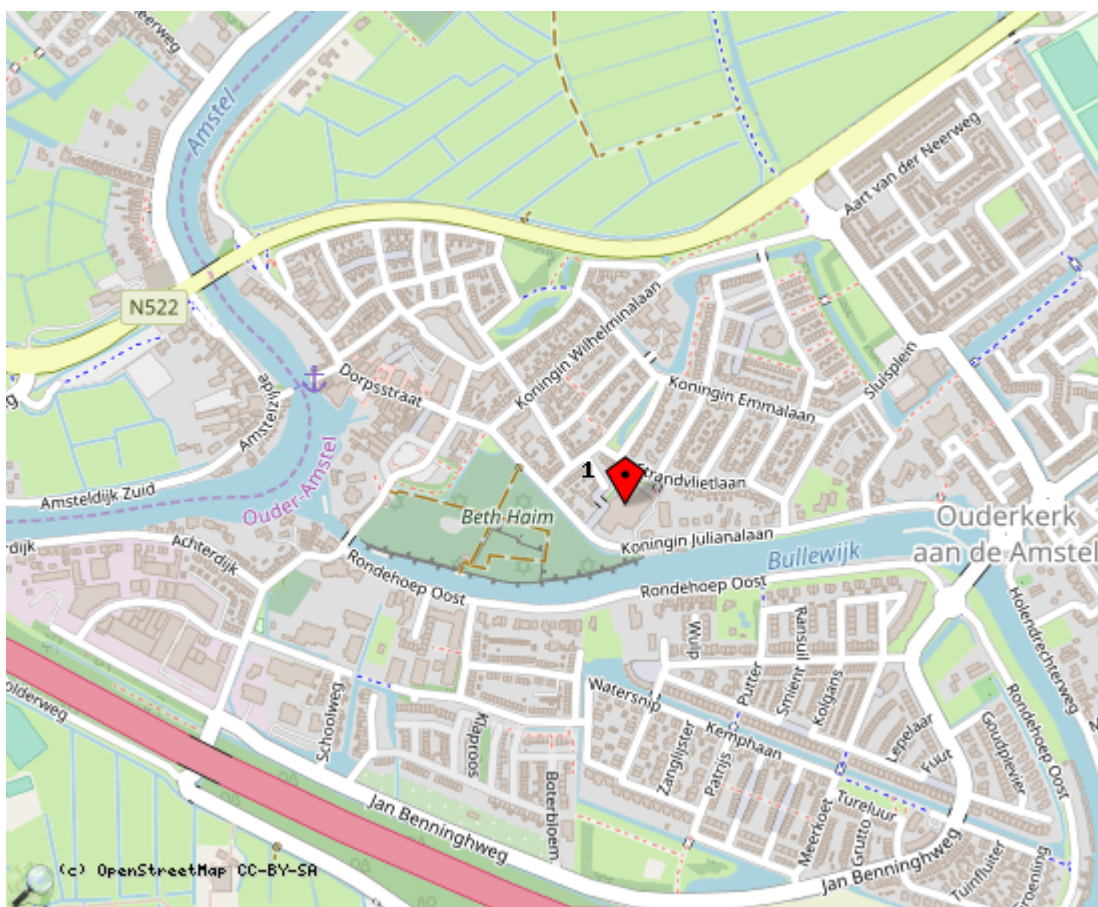 Amstel
N522
Aart van der Neerweg
Koningin Wilhelminalaan
Dorpsstraat
Koningin Emmalaan
Sluisplein
Amstelzijde
1
Strandvlietlaan
Amsteldijk Zuid
Ouder-Amstel
Beth Haim
Ouderkerk
aan de Amstel
Koningin Julianalaan
Bullewijk
Achterdijk
Rondehoep Oost
Rondehoep Oost
Holendrechterweg
Wulp
Ransuil
Putter
Smient
Kolgans
Watersnip
Kemphaan
Rondehoep Oost
Schoolweg
Klaproos
Zanglijster
Patrijs
Lepelaar
Fuut
Goudplevier
Boterbloem
Jan Benninghweg
Meerkoet
Tureluur
Grutto
Jan Benninghweg
Tuinfluiter
Groenling
(c) OpenStreetMap CC-BY-SA